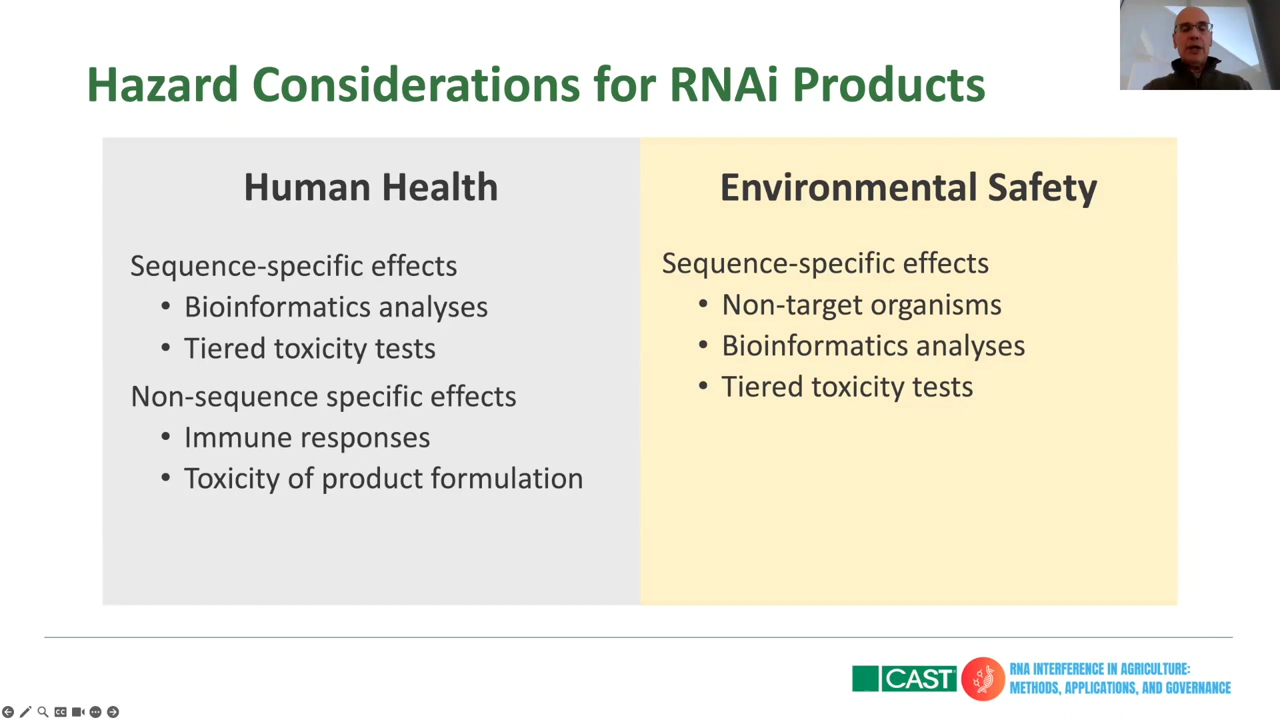 Hazard Considerations for RNAi Products
Human Health
Sequence-specific effects
• Bioinformatics analyses
• Tiered toxicity tests
Non-sequence specific effects
• Immune responses
• Toxicity of product formulation
Environmental Safety
Sequence-specific effects
• Non-target organisms
• Bioinformatics analyses
• Tiered toxicity tests
CAST
RNA INTERFERENCE IN AGRICULTURE:
METHODS, APPLICATIONS, AND GOVERNANCE
CC